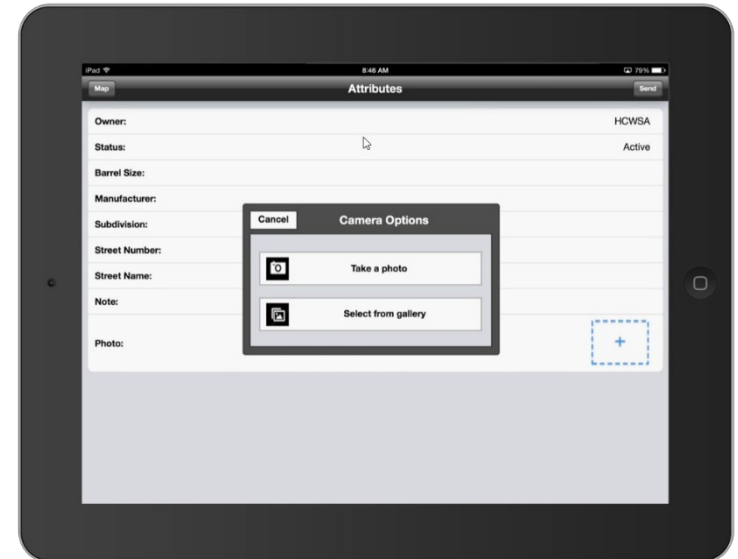 iPad 8:46 AM 79%
Map Attributes Send
Owner: HCWSA
Status: Active
Barrel Size:
Manufacturer:
Subdivision:
Street Number:
Street Name:
Note:
Photo: +
Cancel Camera Options
Take a photo
Select from gallery